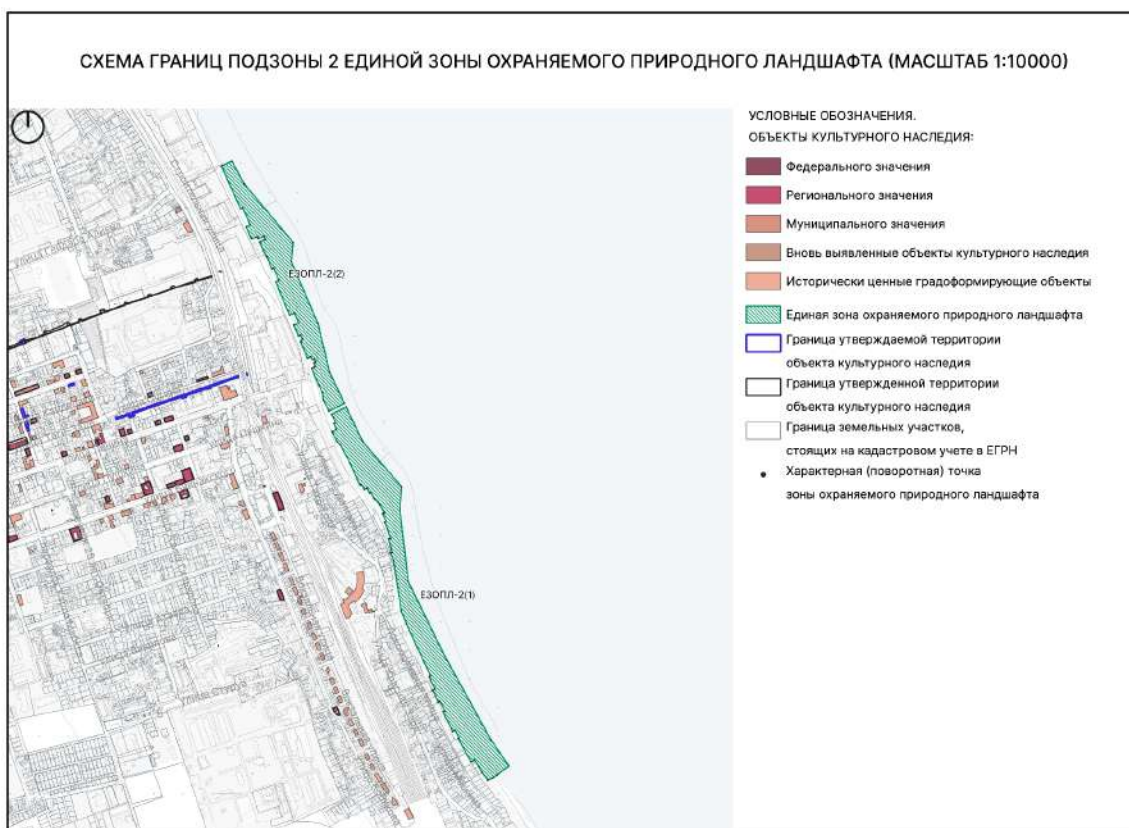 СХЕМА ГРАНИЦ ПОДЗОНЫ 2 ЕДИНОЙ ЗОНЫ ОХРАНЯЕМОГО ПРИРОДНОГО ЛАНДШАФТА (МАСШТАБ 1:10000)
УСЛОВНЫЕ ОБОЗНАЧЕНИЯ.
ОБЪЕКТЫ КУЛЬТУРНОГО НАСЛЕДИЯ:
Федерального значения
Регионального значения
Муниципального значения
Вновь выявленные объекты культурного наследия
Исторически ценные градоформирующие объекты
Единая зона охраняемого природного ландшафта
Граница утверждаемой территории
объекта культурного наследия
Граница утвержденной территории
объекта культурного наследия
Граница земельных участков,
стоящих на кадастровом учете в ЕГРН
Характерная (поворотная) точка
зоны охраняемого природного ландшафта
ЕЗОПЛ-2(2)
ЕЗОПЛ-2(1)